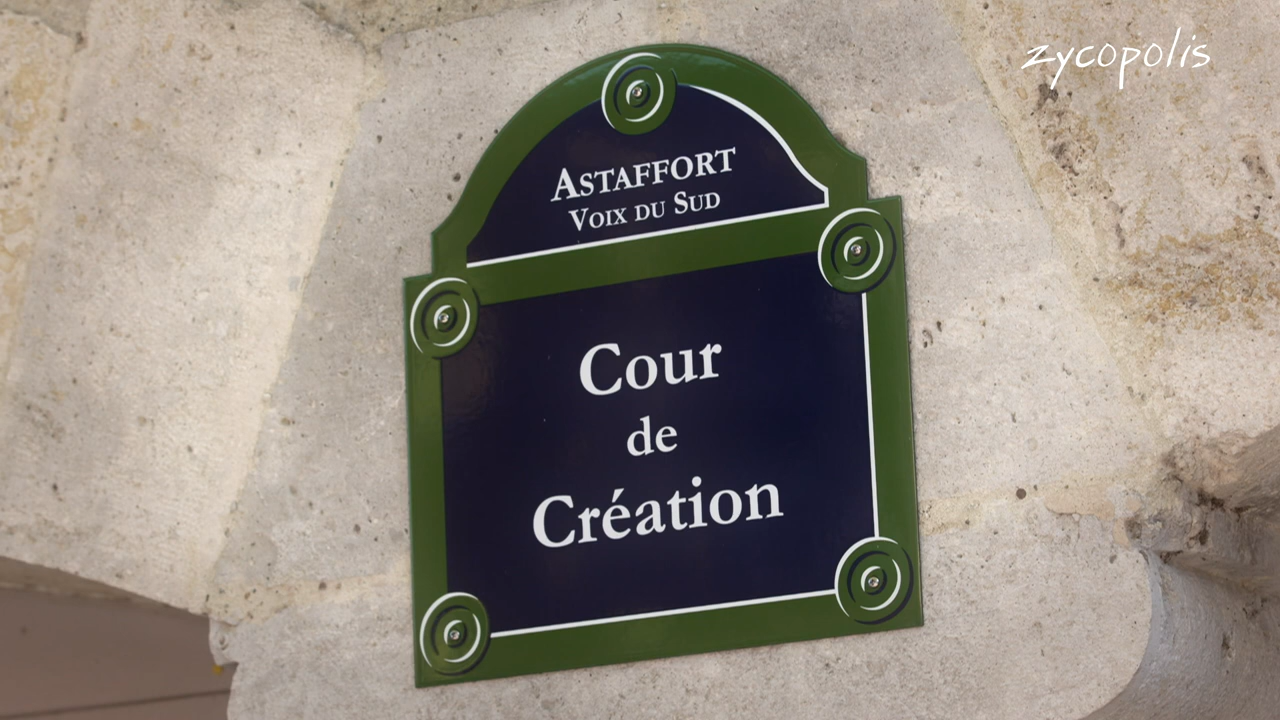 zycopolis
ASTAFFORT
VOIX DU SUD
Cour
de
Création